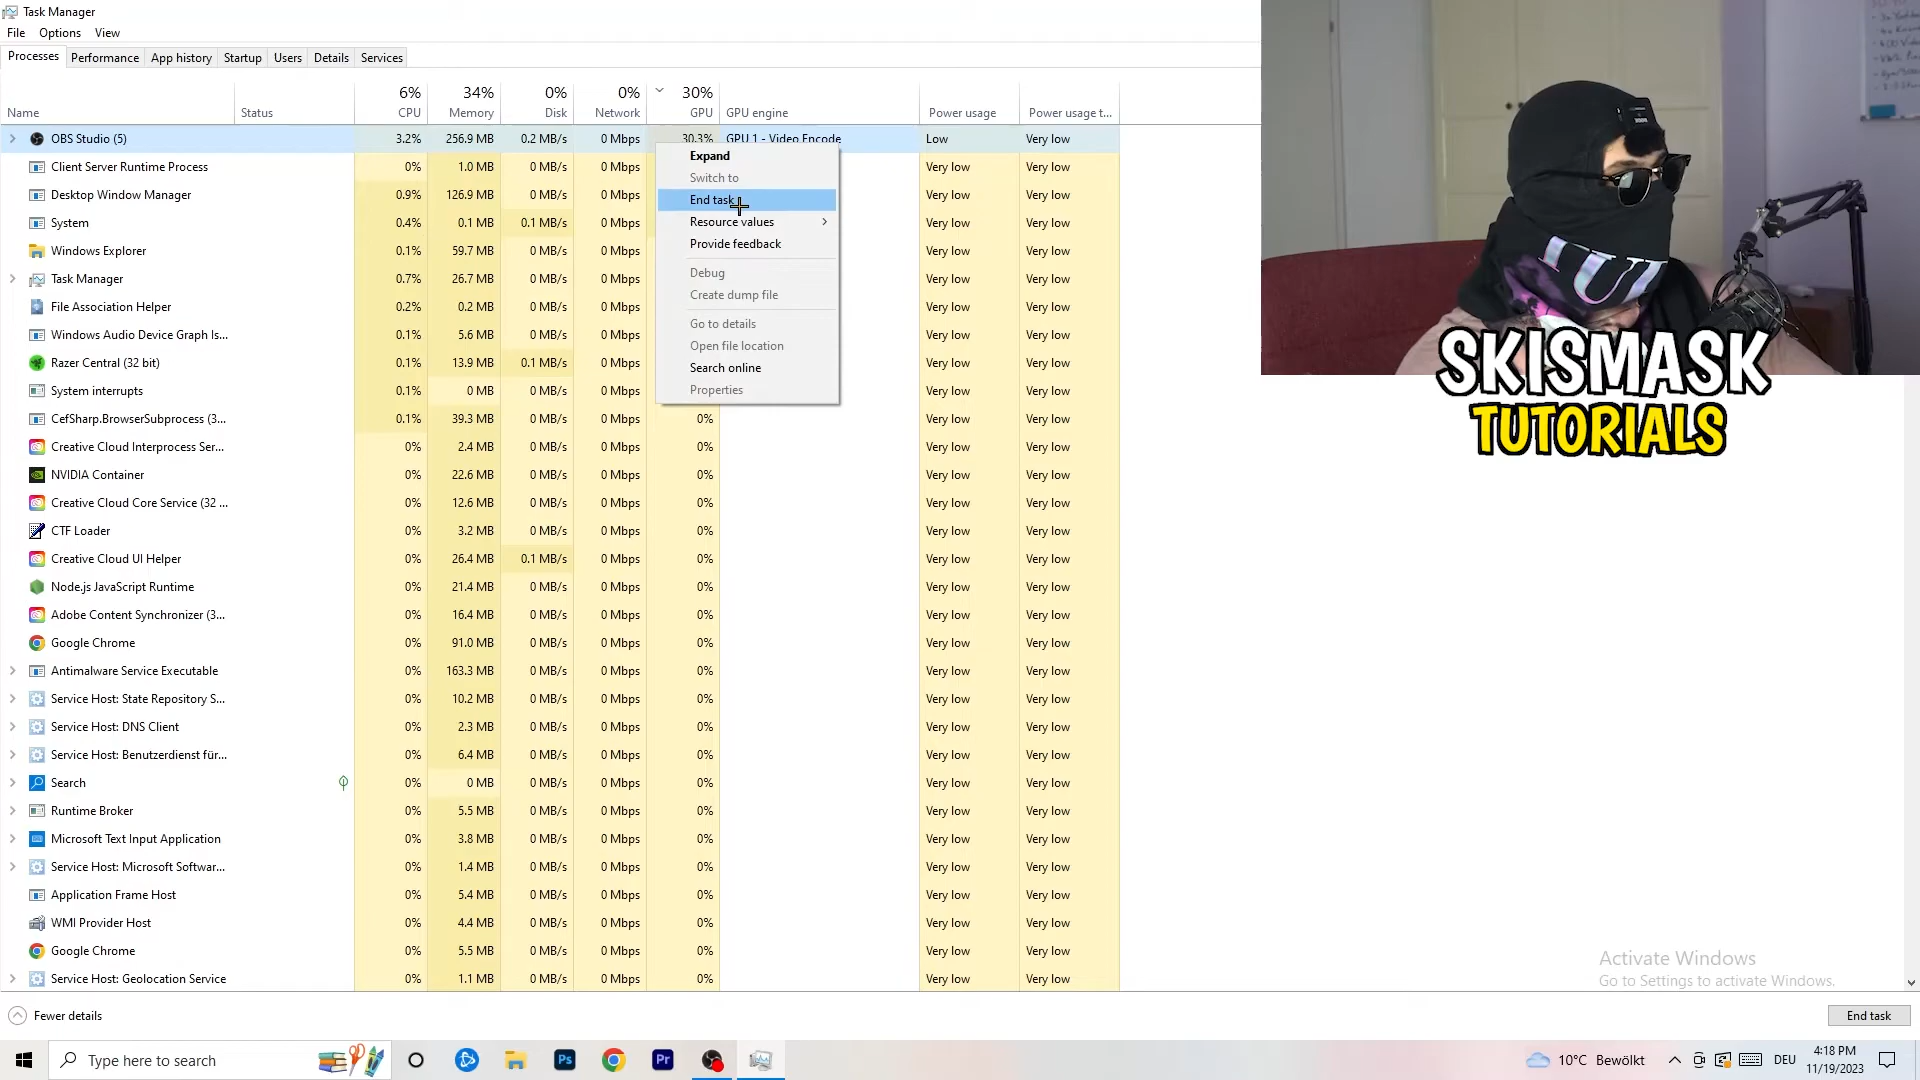 Task Manager
File Options View
Processes Performance App history Startup Users Details Services
6% 34% 0% 0% 30%
Name Status CPU Memory Disk Network GPU GPU engine Power usage Power usage t...
OBS Studio (5) 3.2% 256.9 MB 0.2 MB/s 0 Mbps 30.3% GPU 1 - Video Encode Low Very low
Client Server Runtime Process 0% 1.0 MB 0 MB/s 0 Mbps Very low Very low
Desktop Window Manager 0.9% 126.9 MB 0 MB/s 0 Mbps Very low Very low
System 0.4% 0.1 MB 0.1 MB/s 0 Mbps Very low Very low
Windows Explorer 0.1% 59.7 MB 0 MB/s 0 Mbps Very low Very low
Task Manager 0.7% 26.7 MB 0 MB/s 0 Mbps Very low Very low
File Association Helper 0.2% 0.2 MB 0 MB/s 0 Mbps Very low Very low
Windows Audio Device Graph Is... 0.1% 5.6 MB 0 MB/s 0 Mbps Very low Very low
Razer Central (32 bit) 0.1% 13.9 MB 0.1 MB/s 0 Mbps Very low Very low
System interrupts 0.1% 0 MB 0 MB/s 0 Mbps Very low Very low
CefSharp.BrowserSubprocess (3... 0.1% 39.3 MB 0 MB/s 0 Mbps 0% Very low Very low
Creative Cloud Interprocess Ser... 0% 2.4 MB 0 MB/s 0 Mbps 0% Very low Very low
NVIDIA Container 0% 22.6 MB 0 MB/s 0 Mbps 0% Very low Very low
Creative Cloud Core Service (32 ... 0% 12.6 MB 0 MB/s 0 Mbps 0% Very low Very low
CTF Loader 0% 3.2 MB 0 MB/s 0 Mbps 0% Very low Very low
Creative Cloud UI Helper 0% 26.4 MB 0.1 MB/s 0 Mbps 0% Very low Very low
Node.js JavaScript Runtime 0% 21.4 MB 0 MB/s 0 Mbps 0% Very low Very low
Adobe Content Synchronizer (3... 0% 16.4 MB 0 MB/s 0 Mbps 0% Very low Very low
Google Chrome 0% 91.0 MB 0 MB/s 0 Mbps 0% Very low Very low
Antimalware Service Executable 0% 163.3 MB 0 MB/s 0 Mbps 0% Very low Very low
Service Host: State Repository S... 0% 10.2 MB 0 MB/s 0 Mbps 0% Very low Very low
Service Host: DNS Client 0% 2.3 MB 0 MB/s 0 Mbps 0% Very low Very low
Service Host: Benutzerdienst für... 0% 6.4 MB 0 MB/s 0 Mbps 0% Very low Very low
Search 0% 0 MB 0 MB/s 0 Mbps 0% Very low Very low
Runtime Broker 0% 5.5 MB 0 MB/s 0 Mbps 0% Very low Very low
Microsoft Text Input Application 0% 3.8 MB 0 MB/s 0 Mbps 0% Very low Very low
Service Host: Microsoft Softwar... 0% 1.4 MB 0 MB/s 0 Mbps 0% Very low Very low
Application Frame Host 0% 5.4 MB 0 MB/s 0 Mbps 0% Very low Very low
WMI Provider Host 0% 4.4 MB 0 MB/s 0 Mbps 0% Very low Very low
Google Chrome 0% 5.5 MB 0 MB/s 0 Mbps 0% Very low Very low
Service Host: Geolocation Service 0% 1.1 MB 0 MB/s 0 Mbps 0% Very low Very low
Expand
Switch to
End task
Resource values
Provide feedback
Debug
Create dump file
Go to details
Open file location
Search online
Properties
SKISMASK
TUTORIALS
Activate Windows
Go to Settings to activate Windows.
Fewer details
End task
Type here to search
Ps
Pr
10°C Bewölkt
DEU
4:18 PM
11/19/2023